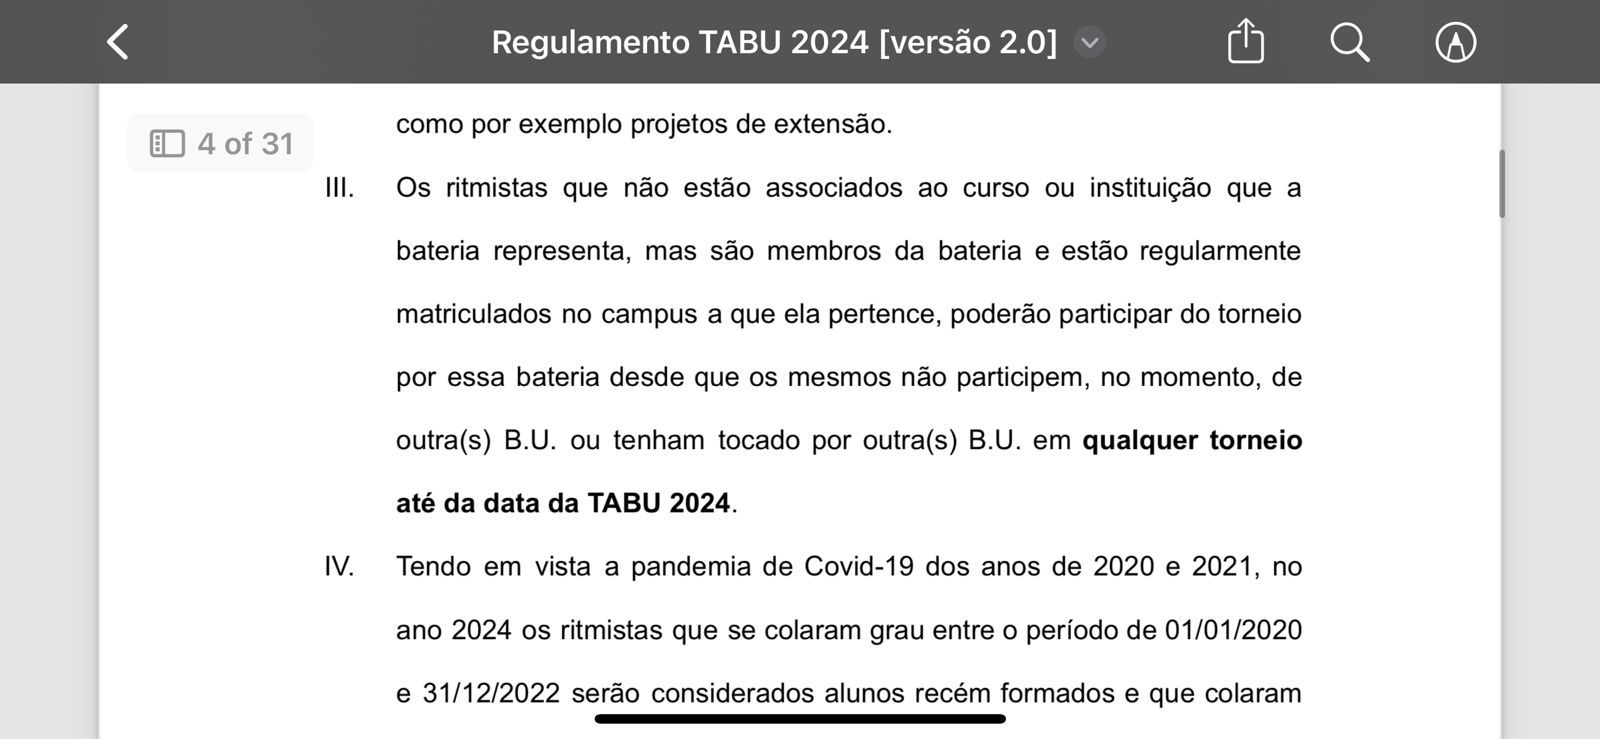 Regulamento TABU 2024 [versão 2.0]
4 of 31
como por exemplo projetos de extensão.
III. Os ritmistas que não estão associados ao curso ou instituição que a
bateria representa, mas são membros da bateria e estão regularmente
matriculados no campus a que ela pertence, poderão participar do torneio
por essa bateria desde que os mesmos não participem, no momento, de
outra(s) B.U. ou tenham tocado por outra(s) B.U. em qualquer torneio
até da data da TABU 2024.
IV. Tendo em vista a pandemia de Covid-19 dos anos de 2020 e 2021, no
ano 2024 os ritmistas que se colaram grau entre o período de 01/01/2020
e 31/12/2022 serão considerados alunos recém formados e que colaram